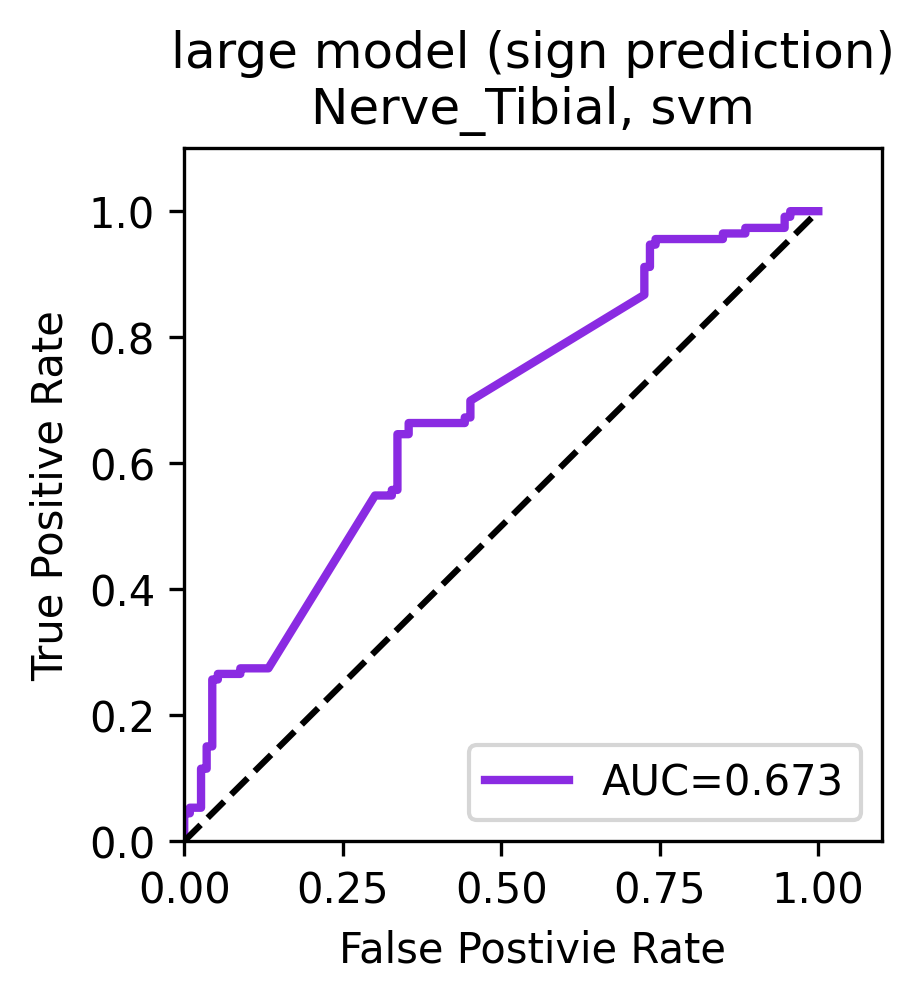 large model (sign prediction)
Nerve_Tibial, svm
1.0
0.8
0.6
0.4
0.2
0.0
True Positive Rate
AUC=0.673
0.00 0.25 0.50 0.75 1.00
False Postivie Rate